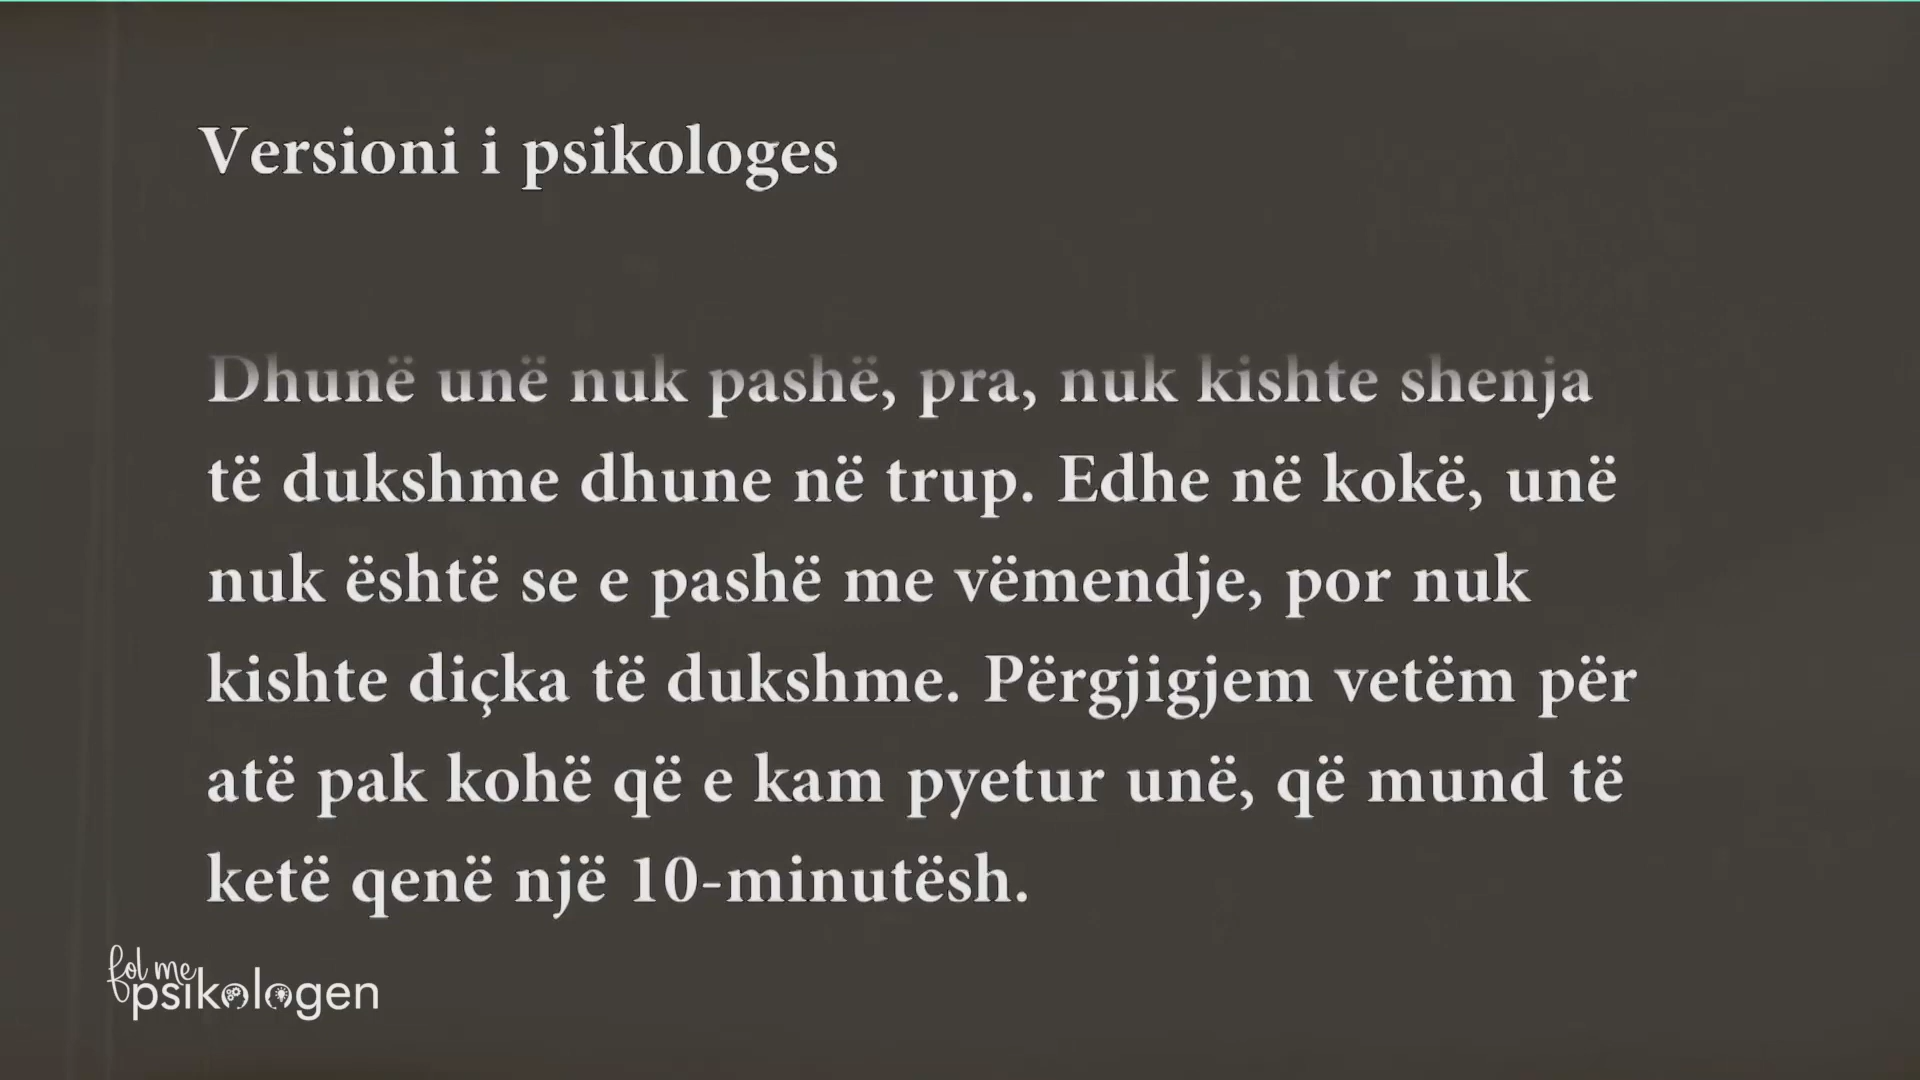 Versioni i psikologes
Dhunë unë nuk pashë, pra, nuk kishte shenja
të dukshme dhune në trup. Edhe në kokë, unë
nuk është se e pashë me vëmendje, por nuk
kishte diçka të dukshme. Përgjigjem vetëm për
atë pak kohë që e kam pyetur unë, që mund të
ketë qenë një 10-minutësh.
fol me
psikologen